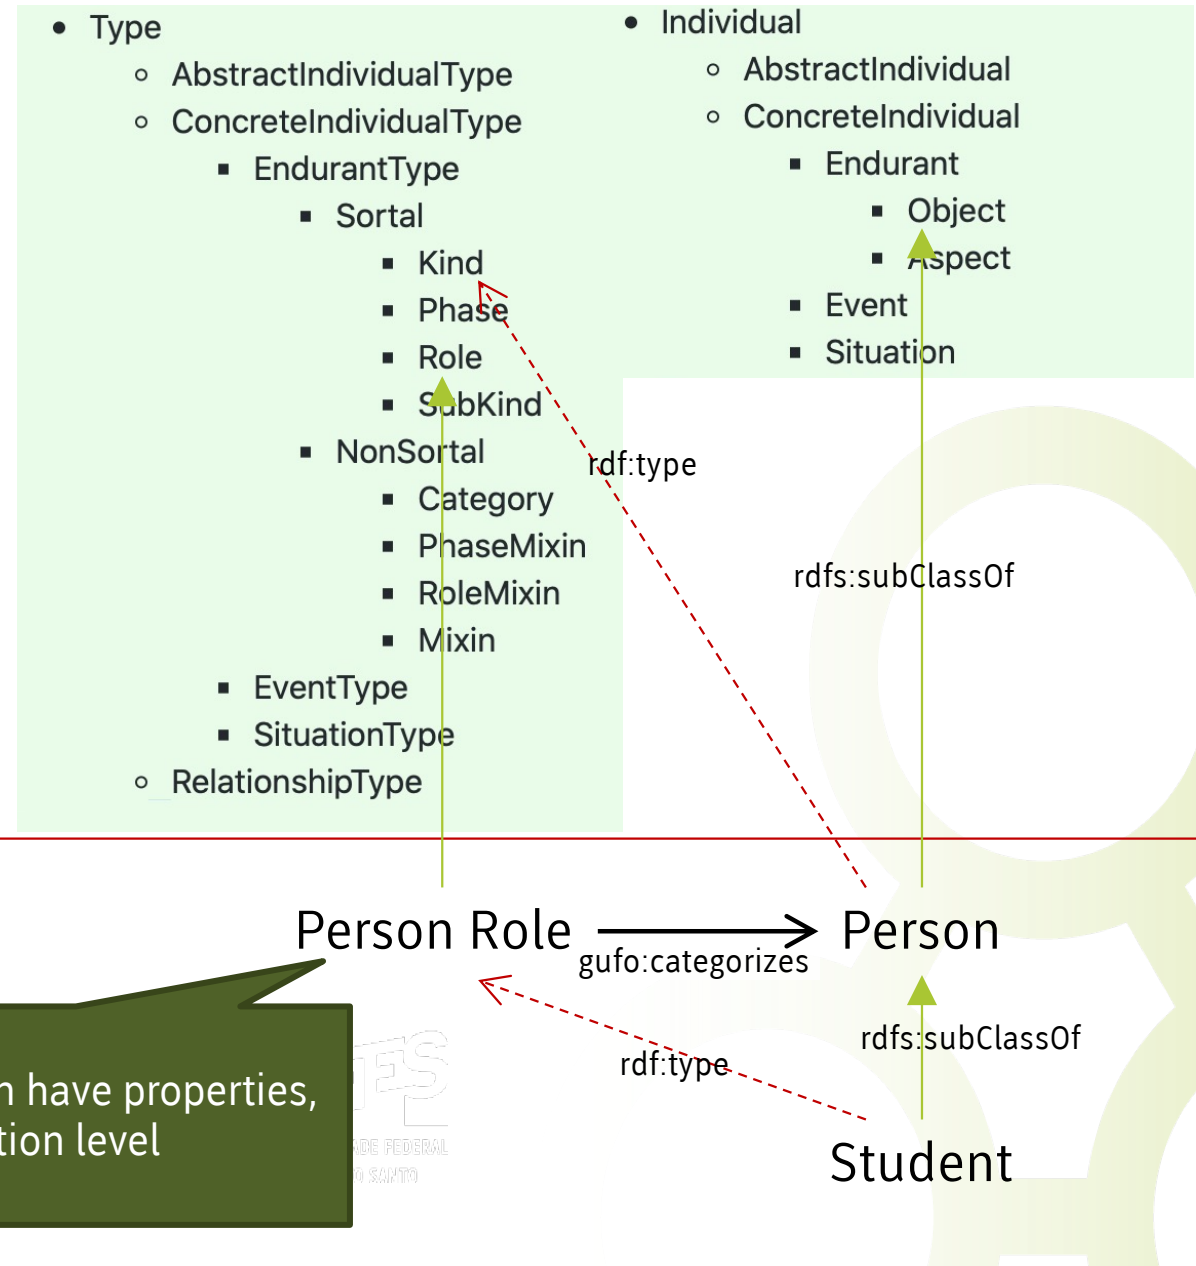 Type
AbstractIndividualType
ConcreteIndividualType
EndurantType
Sortal
Kind
Phase
Role
SubKind
NonSortal
Category
PhaseMixin
RoleMixin
Mixin
EventType
SituationType
RelationshipType
Individual
AbstractIndividual
ConcreteIndividual
Endurant
Object
Aspect
Event
Situation
rdf:type
rdfs:subClassOf
Person Role
gufo:categorizes
Person
rdf:type
rdfs:subClassOf
Student
have properties,
level
FEDERAL
SANTO